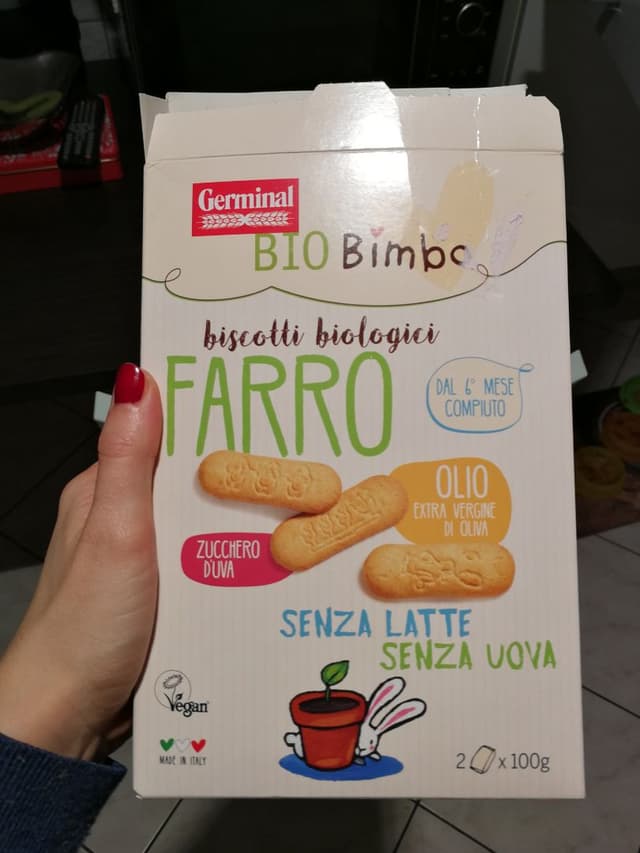 Germinal
BIO Bimbo
biscotti biologici
FARRO
DAL 6° MESE
COMPIUTO
OLIO
EXTRA VERGINE
DI OLIVA
ZUCCHERO
D'UVA
SENZA LATTE
SENZA UOVA
Vegan
MADE IN ITALY
2 x 100g